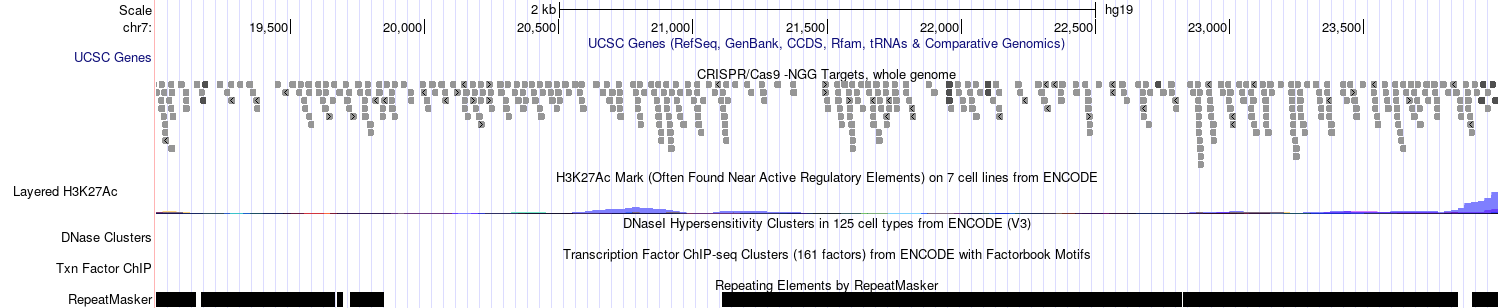 Scale 2 kb hg19
chr7: 19,500 20,000 20,500 21,000 21,500 22,000 22,500 23,000 23,500
UCSC Genes (RefSeq, GenBank, CCDS, Rfam, tRNAs & Comparative Genomics)
UCSC Genes
CRISPR/Cas9 -NGG Targets, whole genome
H3K27Ac Mark (Often Found Near Active Regulatory Elements) on 7 cell lines from ENCODE
Layered H3K27Ac
DNaseI Hypersensitivity Clusters in 125 cell types from ENCODE (V3)
DNase Clusters
Transcription Factor ChIP-seq Clusters (161 factors) from ENCODE with Factorbook Motifs
Txn Factor ChIP
Repeating Elements by RepeatMasker
RepeatMasker